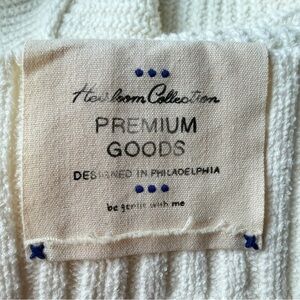 Heirloom Collection
PREMIUM
GOODS
DESIGNED IN PHILADELPHIA
be gentle with me